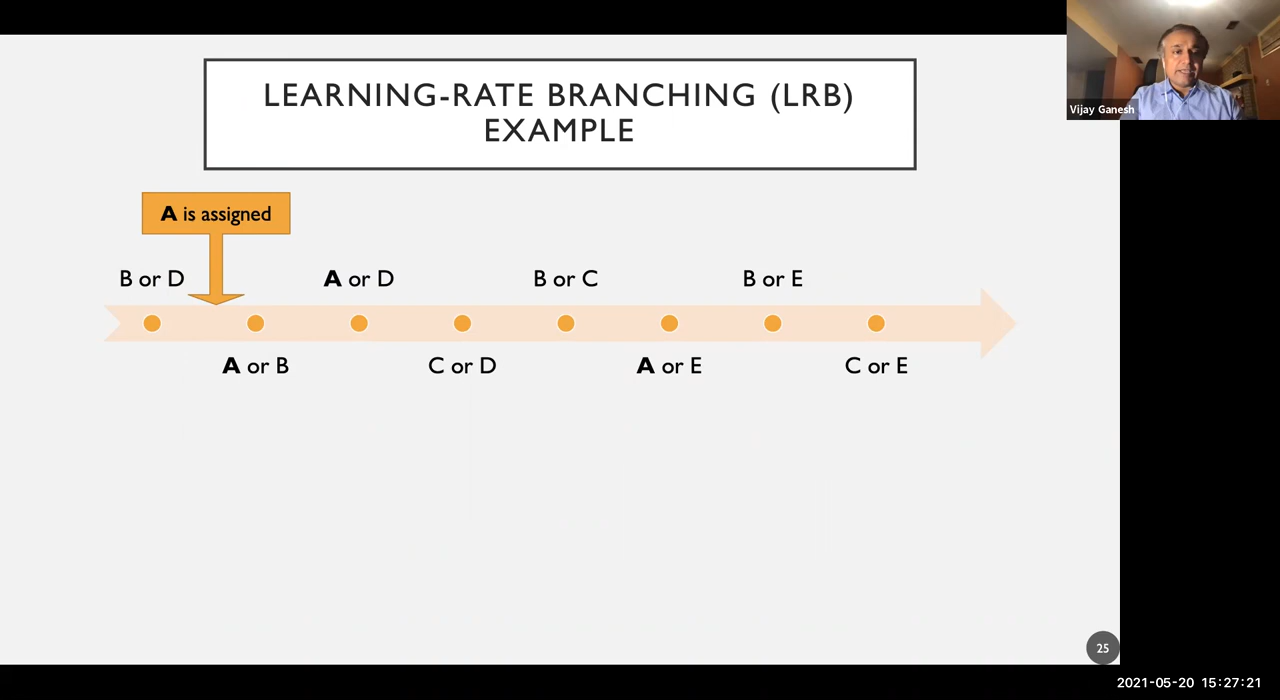 LEARNING-RATE BRANCHING (LRB)
EXAMPLE
Vijay Ganesh
A is assigned
B or D
A or D
B or C
B or E
A or B
C or D
A or E
C or E
25
2021-05-20 15:27:21